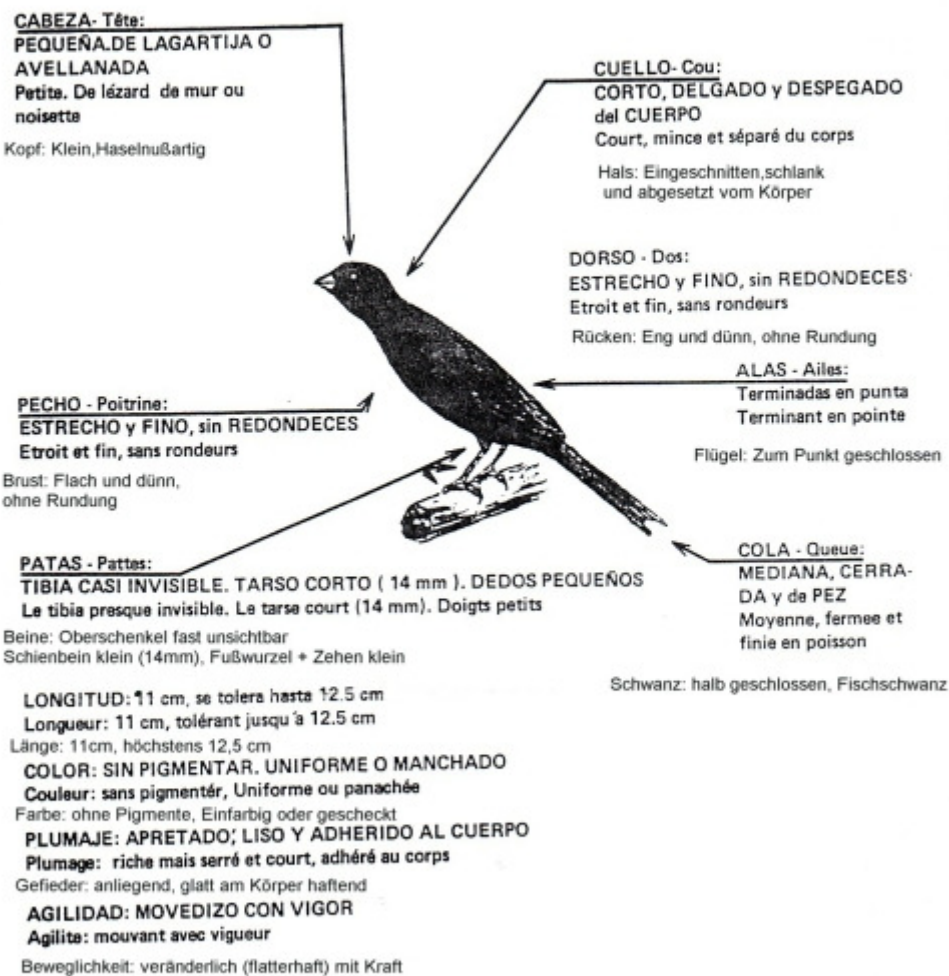 CABEZA- Tête:
PEQUEÑA.DE LAGARTIJA O
AVELLANADA
Petite. De lézard de mur ou
noisette
Kopf: Klein,Haselnußartig
CUELLO- Cou:
CORTO, DELGADO y DESPEGADO
del CUERPO
Court, mince et séparé du corps
Hals: Eingeschnitten,schlank
und abgesetzt vom Körper
DORSO - Dos:
ESTRECHO y FINO, sin REDONDECES
Etroit et fin, sans rondeurs
Rücken: Eng und dünn, ohne Rundung
ALAS - Ailes:
Terminadas en punta
Terminant en pointe
Flügel: Zum Punkt geschlossen
PECHO - Poitrine:
ESTRECHO y FINO, sin REDONDECES
Etroit et fin, sans rondeurs
Brust: Flach und dünn,
ohne Rundung
COLA - Queue:
MEDIANA, CERRA-
DA y de PEZ
Moyenne, fermee et
finie en poisson
Schwanz: halb geschlossen, Fischschwanz
PATAS - Pattes:
TIBIA CASI INVISIBLE. TARSO CORTO ( 14 mm ). DEDOS PEQUEÑOS
Le tibia presque invisible. Le tarse court (14 mm). Doigts petits
Beine: Oberschenkel fast unsichtbar
Schienbein klein (14mm), Fußwurzel + Zehen klein
LONGITUD: 11 cm, se tolera hasta 12.5 cm
Longueur: 11 cm, tolérant jusqu'a 12.5 cm
Länge: 11cm, höchstens 12,5 cm
COLOR: SIN PIGMENTAR. UNIFORME O MANCHADO
Couleur: sans pigmentér, Uniforme ou panachée
Farbe: ohne Pigmente, Einfarbig oder gescheckt
PLUMAJE: APRETADO, LISO Y ADHERIDO AL CUERPO
Plumage: riche mais serré et court, adhéré au corps
Gefieder: anliegend, glatt am Körper haftend
AGILIDAD: MOVEDIZO CON VIGOR
Agilite: mouvant avec vigueur
Beweglichkeit: veränderlich (flatterhaft) mit Kraft